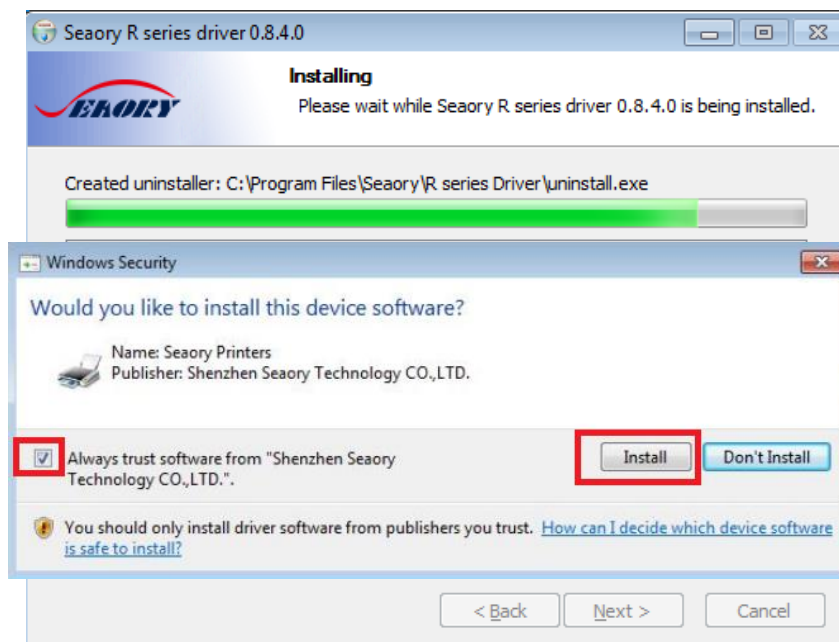 Seaory R series driver 0.8.4.0
SEAORY
Installing
Please wait while Seaory R series driver 0.8.4.0 is being installed.
Created uninstaller: C:\Program Files\Seaory\R series Driver\uninstall.exe
Windows Security
Would you like to install this device software?
Name: Seaory Printers
Publisher: Shenzhen Seaory Technology CO.,LTD.
Always trust software from "Shenzhen Seaory
Technology CO.,LTD.".
Install
Don't Install
You should only install driver software from publishers you trust. How can I decide which device software
is safe to install?
< Back
Next >
Cancel